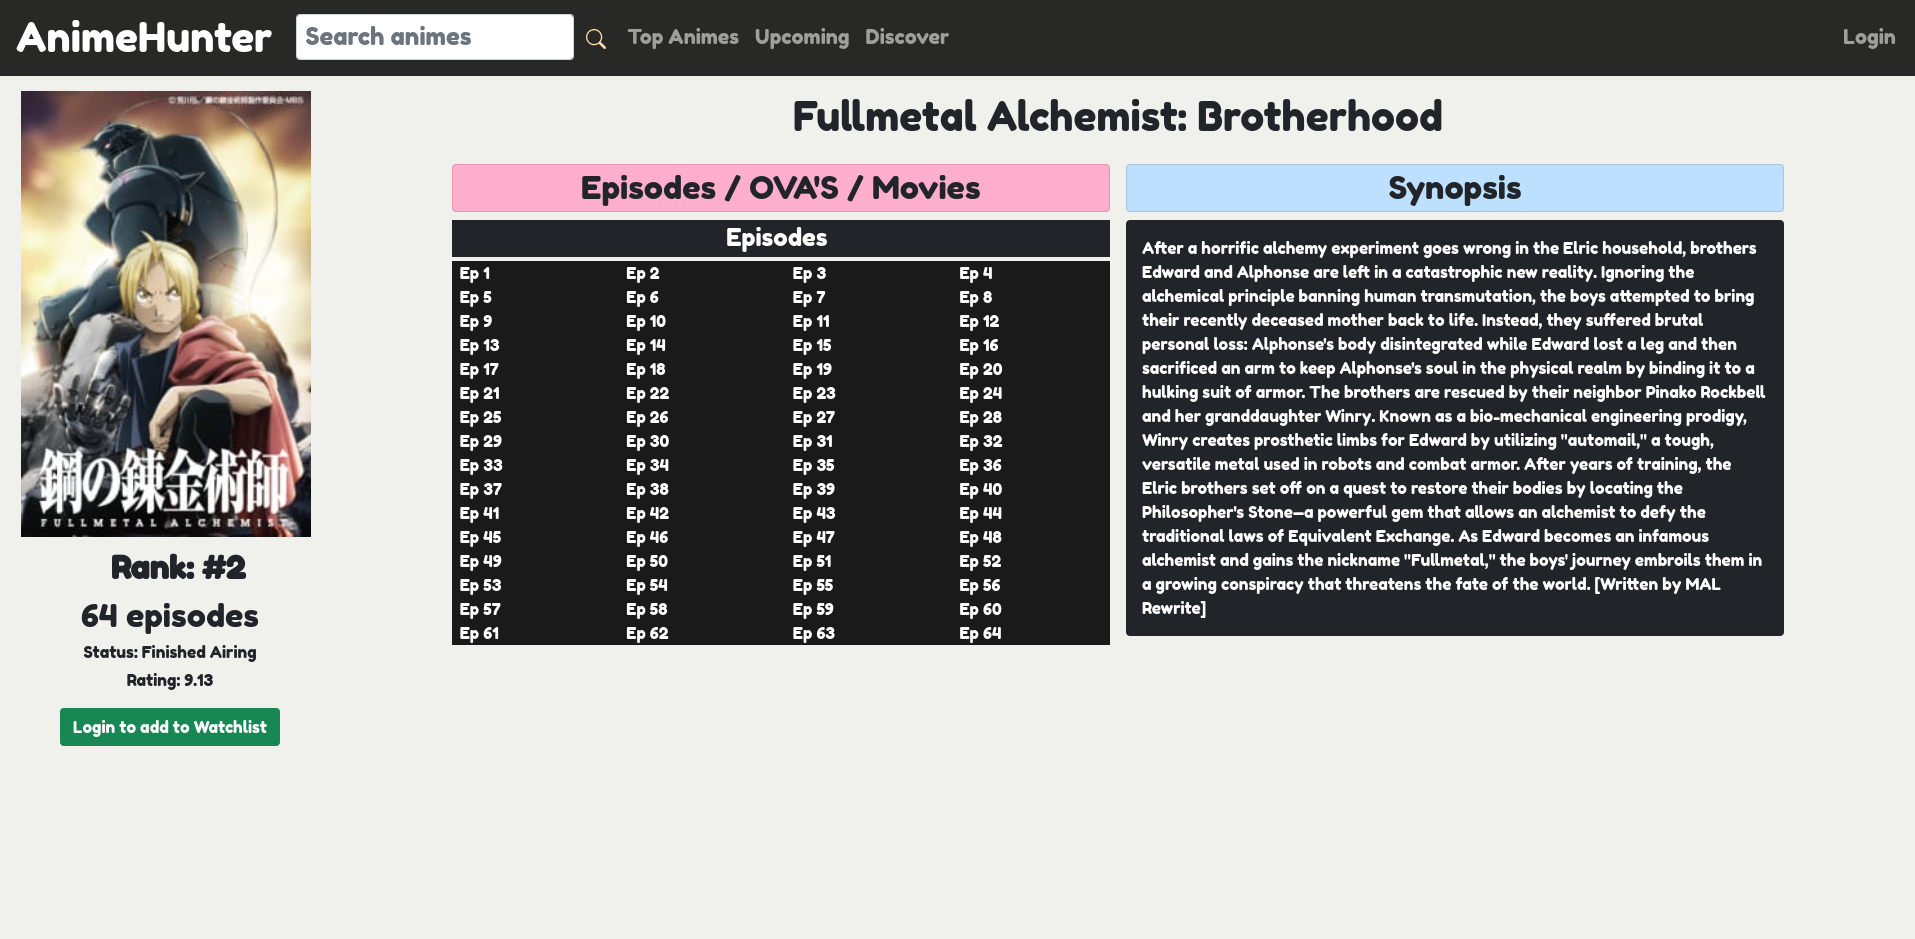 AnimeHunter
Search animes
Top Animes
Upcoming
Discover
Login
鋼の錬金術師
FULLMETAL ALCHEMIST
Rank: #2
64 episodes
Status: Finished Airing
Rating: 9.13
Login to add to Watchlist
Fullmetal Alchemist: Brotherhood
Episodes / OVA'S / Movies
Episodes
Ep 1 Ep 2 Ep 3 Ep 4
Ep 5 Ep 6 Ep 7 Ep 8
Ep 9 Ep 10 Ep 11 Ep 12
Ep 13 Ep 14 Ep 15 Ep 16
Ep 17 Ep 18 Ep 19 Ep 20
Ep 21 Ep 22 Ep 23 Ep 24
Ep 25 Ep 26 Ep 27 Ep 28
Ep 29 Ep 30 Ep 31 Ep 32
Ep 33 Ep 34 Ep 35 Ep 36
Ep 37 Ep 38 Ep 39 Ep 40
Ep 41 Ep 42 Ep 43 Ep 44
Ep 45 Ep 46 Ep 47 Ep 48
Ep 49 Ep 50 Ep 51 Ep 52
Ep 53 Ep 54 Ep 55 Ep 56
Ep 57 Ep 58 Ep 59 Ep 60
Ep 61 Ep 62 Ep 63 Ep 64
Synopsis
After a horrific alchemy experiment goes wrong in the Elric household, brothers
Edward and Alphonse are left in a catastrophic new reality. Ignoring the
alchemical principle banning human transmutation, the boys attempted to bring
their recently deceased mother back to life. Instead, they suffered brutal
personal loss: Alphonse's body disintegrated while Edward lost a leg and then
sacrificed an arm to keep Alphonse's soul in the physical realm by binding it to a
hulking suit of armor. The brothers are rescued by their neighbor Pinako Rockbell
and her granddaughter Winry. Known as a bio-mechanical engineering prodigy,
Winry creates prosthetic limbs for Edward by utilizing "automail," a tough,
versatile metal used in robots and combat armor. After years of training, the
Elric brothers set off on a quest to restore their bodies by locating the
Philosopher's Stone—a powerful gem that allows an alchemist to defy the
traditional laws of Equivalent Exchange. As Edward becomes an infamous
alchemist and gains the nickname "Fullmetal," the boys' journey embroils them in
a growing conspiracy that threatens the fate of the world. [Written by MAL
Rewrite]